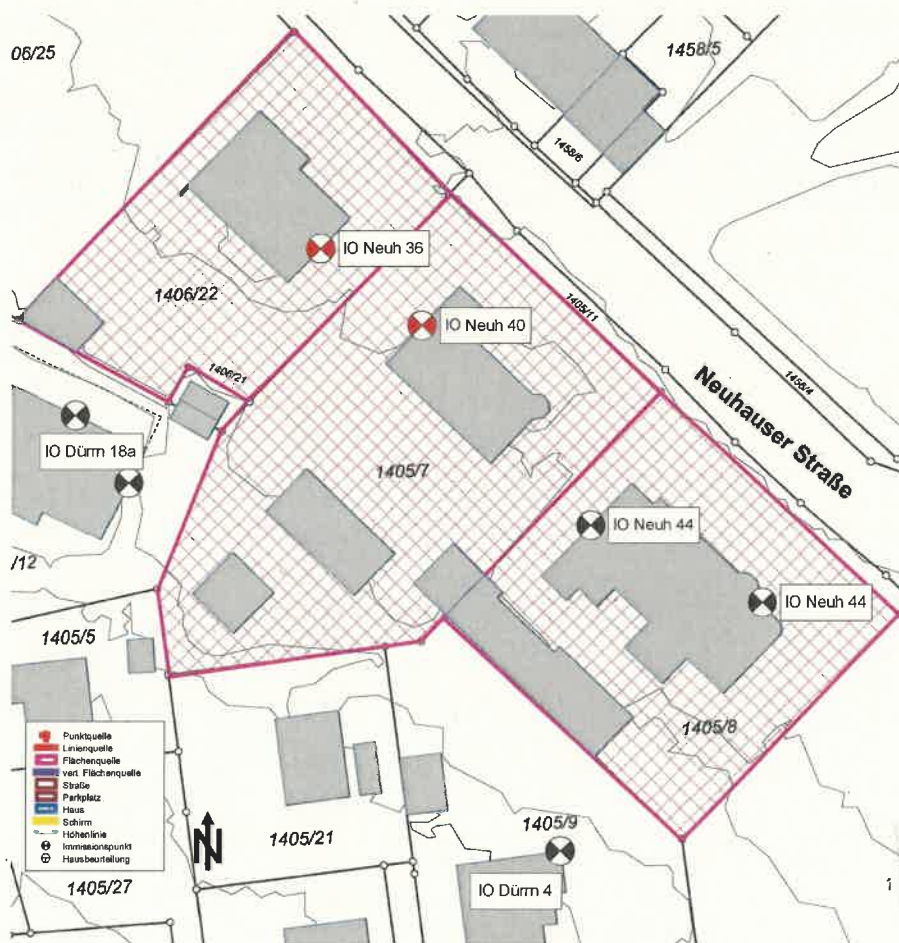 06/25
1458/5
1458/6
IO Neuh 36
1406/22
IO Neuh 40
1405/11
1406/21
1458/4
Neuhauser Straße
IO Dürrn 18a
1405/7
IO Neuh 44
/12
IO Neuh 44
1405/5
1405/8
Punktquelle
Linienquelle
Flächenquelle
vert. Flächenquelle
Straße
Parkplatz
Haus
Schirm
Höhenlinie
Immissionspunkt
Hausbeurteilung
N
1405/21
1405/9
1405/27
IO Dürrn 4
1